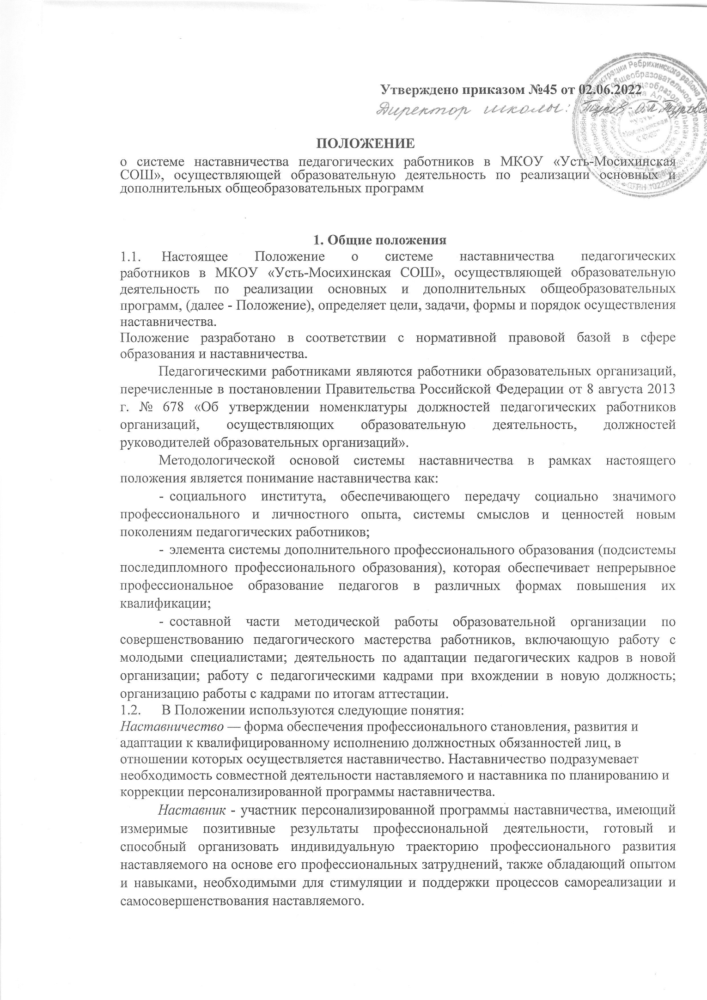 Утверждено приказом №45 от 02.06.2022
Директор школы:
ПОЛОЖЕНИЕ
о системе наставничества педагогических работников в МКОУ «Усть-Мосихинская
СОШ», осуществляющей образовательную деятельность по реализации основных и
дополнительных общеобразовательных программ
1. Общие положения
1.1. Настоящее Положение о системе наставничества педагогических
работников в МКОУ «Усть-Мосихинская СОШ», осуществляющей образовательную
деятельность по реализации основных и дополнительных общеобразовательных
программ, (далее - Положение), определяет цели, задачи, формы и порядок осуществления
наставничества.
Положение разработано в соответствии с нормативной правовой базой в сфере
образования и наставничества.
Педагогическими работниками являются работники образовательных организаций,
перечисленные в постановлении Правительства Российской Федерации от 8 августа 2013
г. № 678 «Об утверждении номенклатуры должностей педагогических работников
организаций, осуществляющих образовательную деятельность, должностей
руководителей образовательных организаций».
Методологической основой системы наставничества в рамках настоящего
положения является понимание наставничества как:
- социального института, обеспечивающего передачу социально значимого
профессионального и личностного опыта, системы смыслов и ценностей новым
поколениям педагогических работников;
- элемента системы дополнительного профессионального образования (подсистемы
последипломного профессионального образования), которая обеспечивает непрерывное
профессиональное образование педагогов в различных формах повышения их
квалификации;
- составной части методической работы образовательной организации по
совершенствованию педагогического мастерства работников, включающую работу с
молодыми специалистами; деятельность по адаптации педагогических кадров в новой
организации; работу с педагогическими кадрами при вхождении в новую должность;
организацию работы с кадрами по итогам аттестации.
1.2. В Положении используются следующие понятия:
Наставничество — форма обеспечения профессионального становления, развития и
адаптации к квалифицированному исполнению должностных обязанностей лиц, в
отношении которых осуществляется наставничество. Наставничество подразумевает
необходимость совместной деятельности наставляемого и наставника по планированию и
коррекции персонализированной программы наставничества.
Наставник - участник персонализированной программы наставничества, имеющий
измеримые позитивные результаты профессиональной деятельности, готовый и
способный организовать индивидуальную траекторию профессионального развития
наставляемого на основе его профессиональных затруднений, также обладающий опытом
и навыками, необходимыми для стимуляции и поддержки процессов самореализации и
самосовершенствования наставляемого.